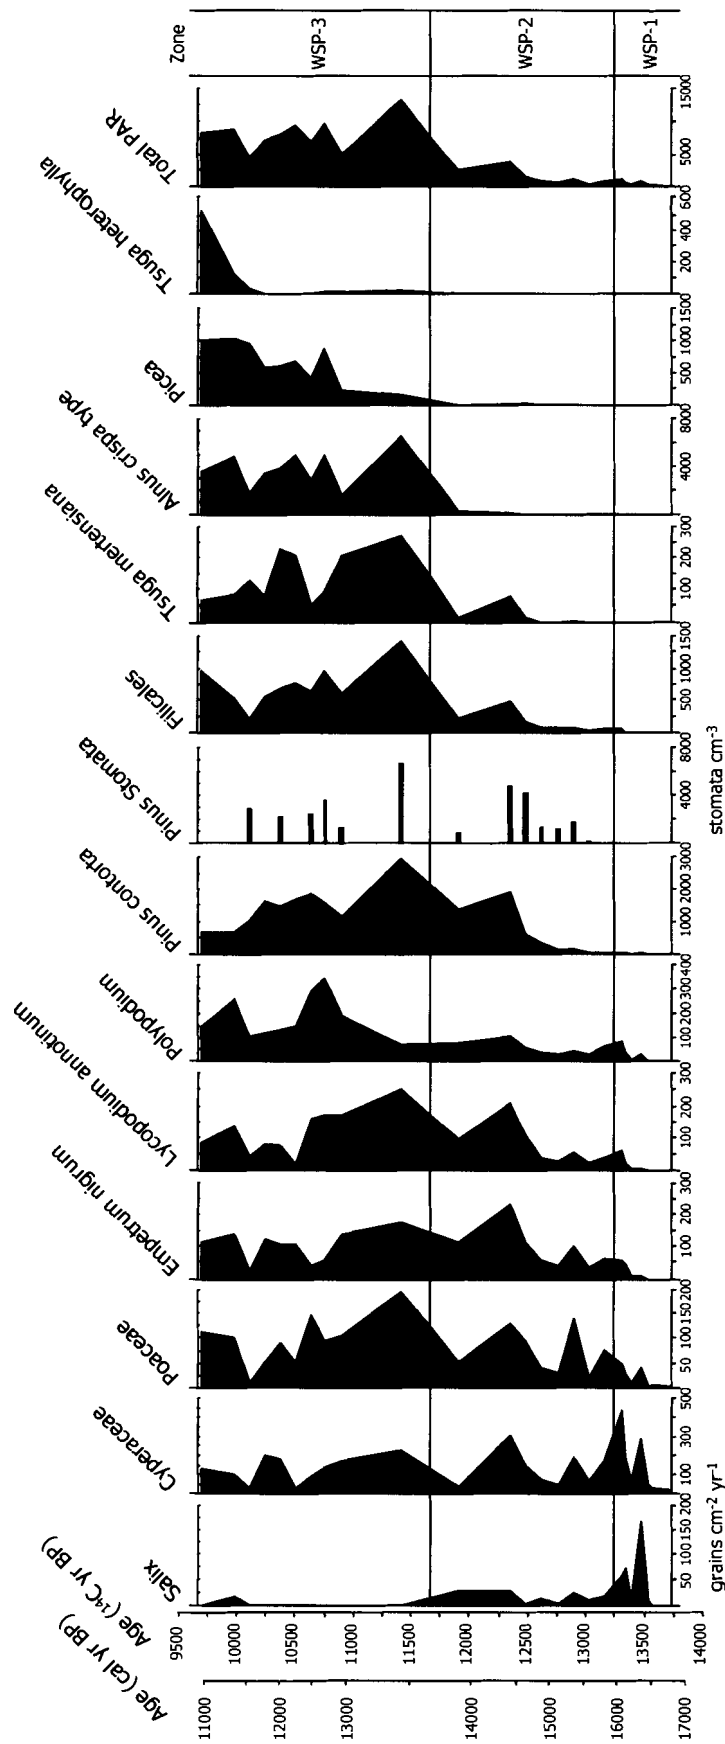 Age (cal yr BP)
Age (¹⁴C yr BP)
Salix
Cyperaceae
Poaceae
Empetrum nigrum
Lycopodium annotinum
Polypodium
Pinus contorta
Pinus Stomata
Filicales
Tsuga mertensiana
Alnus crispa type
Picea
Tsuga heterophylla
Total PAR
Zone
11000
12000
13000
14000
15000
16000
17000
9500
10000
10500
11000
11500
12000
12500
13000
13500
14000
WSP-3
WSP-2
WSP-1
50 100 150 200
100 300 500
50 100 150 200
100 200 300
100 200 300
100 200 300 400
1000 2000 3000
4000 8000
500 1000 1500
100 200 300
4000 8000
500 1000 1500
200 400 600
5000 15000
grains cm⁻² yr⁻¹
stomata cm⁻³